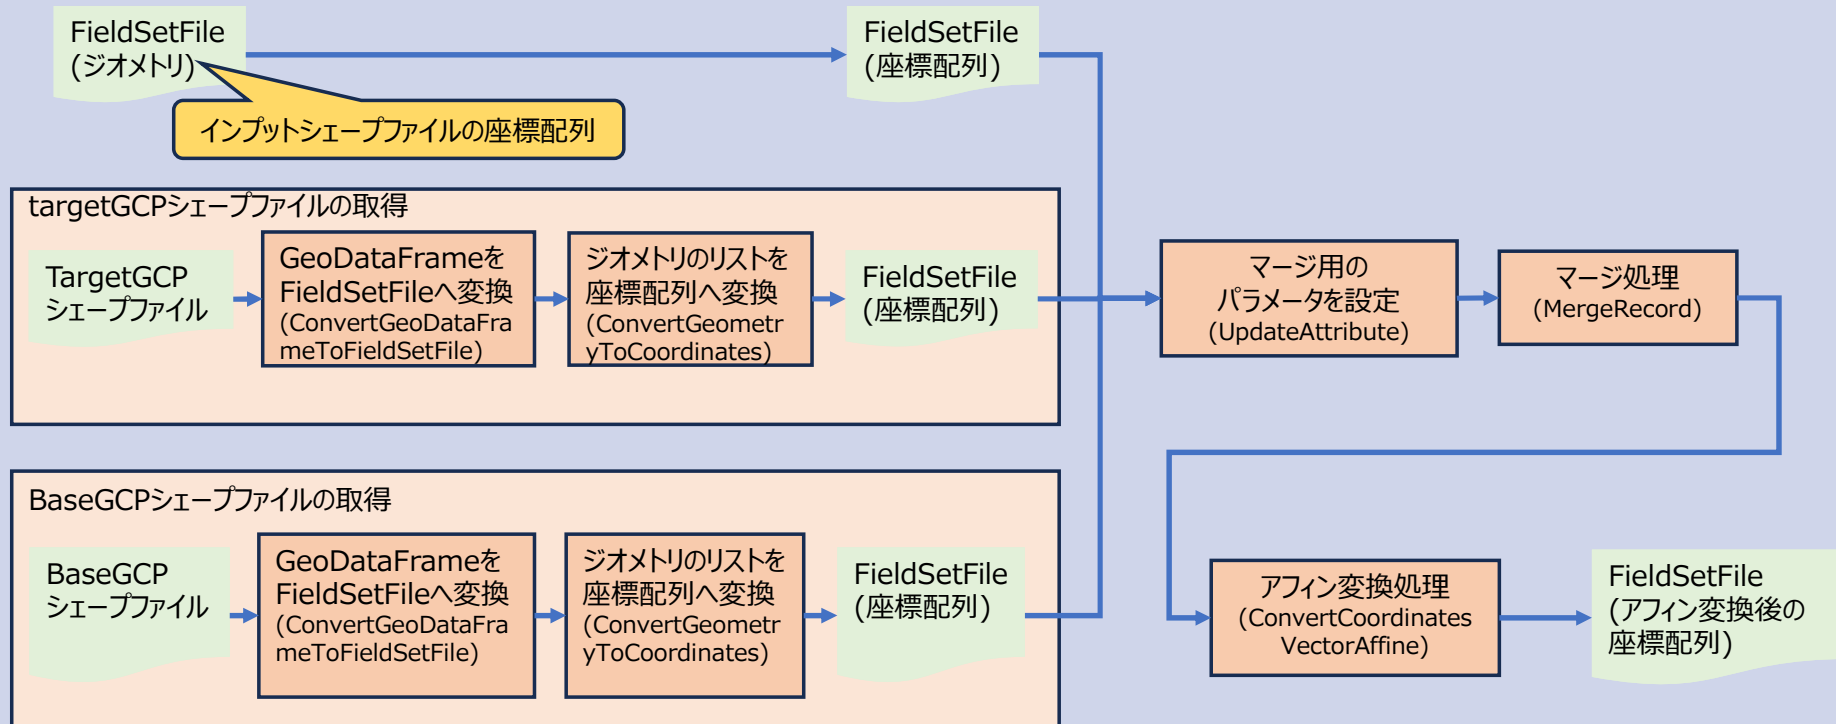 FieldSetFile
(ジオメトリ)
FieldSetFile
(座標配列)
インプットシェープファイルの座標配列
targetGCPシェープファイルの取得
TargetGCP
シェープファイル
GeoDataFrameを
FieldSetFileへ変換
(ConvertGeoDataFra
meToFieldSetFile)
ジオメトリのリストを
座標配列へ変換
(ConvertGeometr
yToCoordinates)
FieldSetFile
(座標配列)
マージ用の
パラメータを設定
(UpdateAttribute)
マージ処理
(MergeRecord)
BaseGCPシェープファイルの取得
BaseGCP
シェープファイル
GeoDataFrameを
FieldSetFileへ変換
(ConvertGeoDataFra
meToFieldSetFile)
ジオメトリのリストを
座標配列へ変換
(ConvertGeometr
yToCoordinates)
FieldSetFile
(座標配列)
アフィン変換処理
(ConvertCoordinates
VectorAffine)
FieldSetFile
(アフィン変換後の
座標配列)